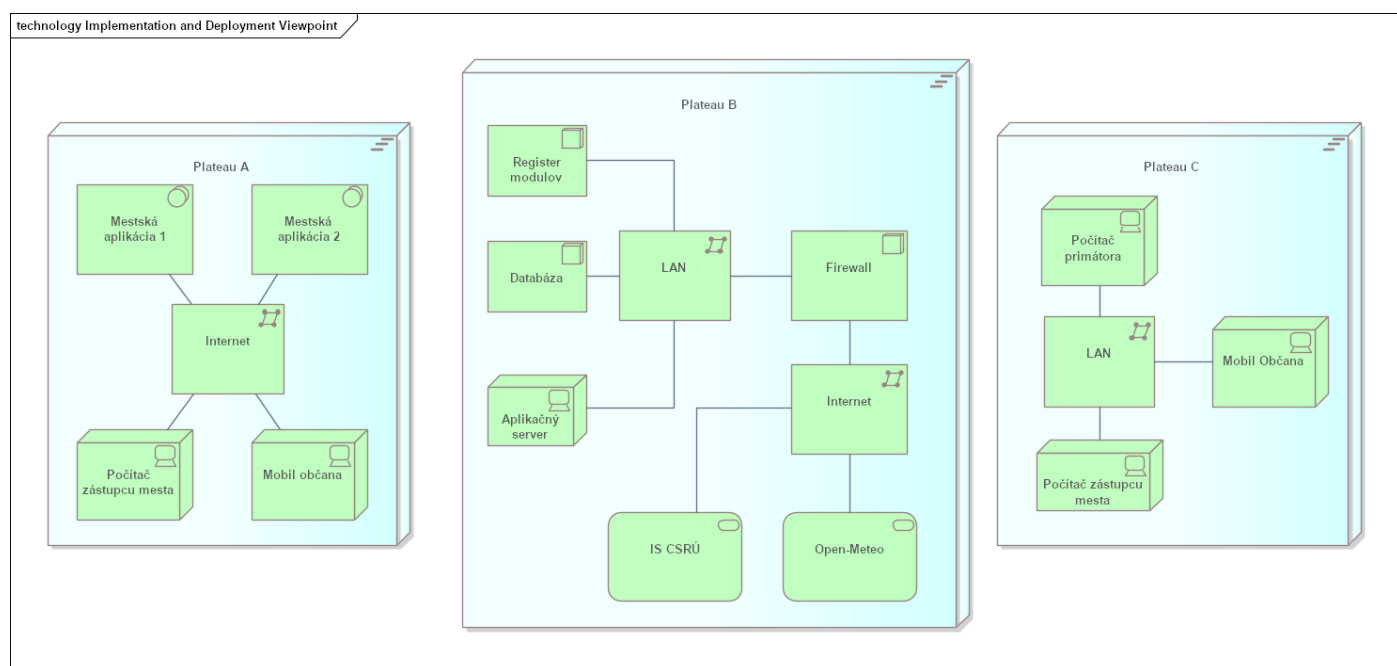 technology Implementation and Deployment Viewpoint
Plateau A
Mestská
aplikácia 1
Mestská
aplikácia 2
Internet
Počítač
zástupcu mesta
Mobil občana
Plateau B
Register
modulov
Databáza
LAN
Firewall
Aplikačný
server
Internet
IS CSRÚ
Open-Meteo
Plateau C
Počítač
primátora
LAN
Mobil Občana
Počítač zástupcu
mesta